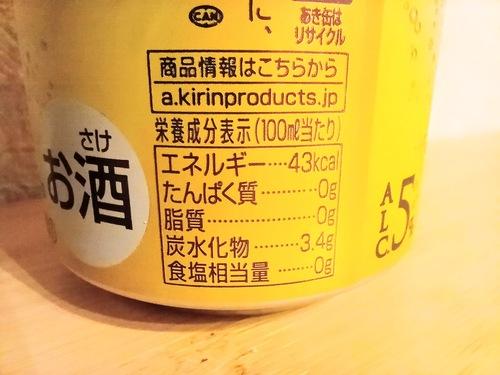 に、
CAN
あき缶は
リサイクル
商品情報はこちらから
a.kirinproducts.jp
栄養成分表示(100ml当たり)
エネルギー……43kcal
たんぱく質………0g
脂質………………0g
炭水化物………3.4g
食塩相当量………0g
さけ
お酒
ALC.5